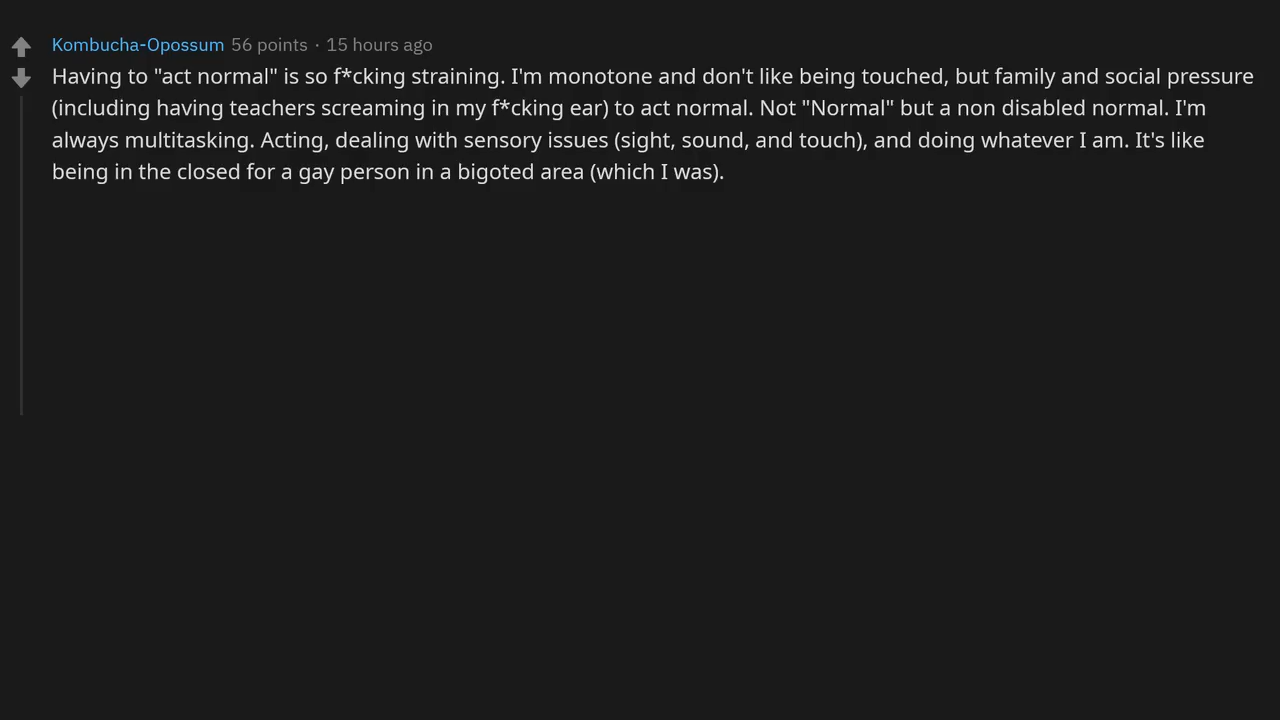 Kombucha-Opossum 56 points · 15 hours ago
Having to "act normal" is so f*cking straining. I'm monotone and don't like being touched, but family and social pressure
(including having teachers screaming in my f*cking ear) to act normal. Not "Normal" but a non disabled normal. I'm
always multitasking. Acting, dealing with sensory issues (sight, sound, and touch), and doing whatever I am. It's like
being in the closed for a gay person in a bigoted area (which I was).